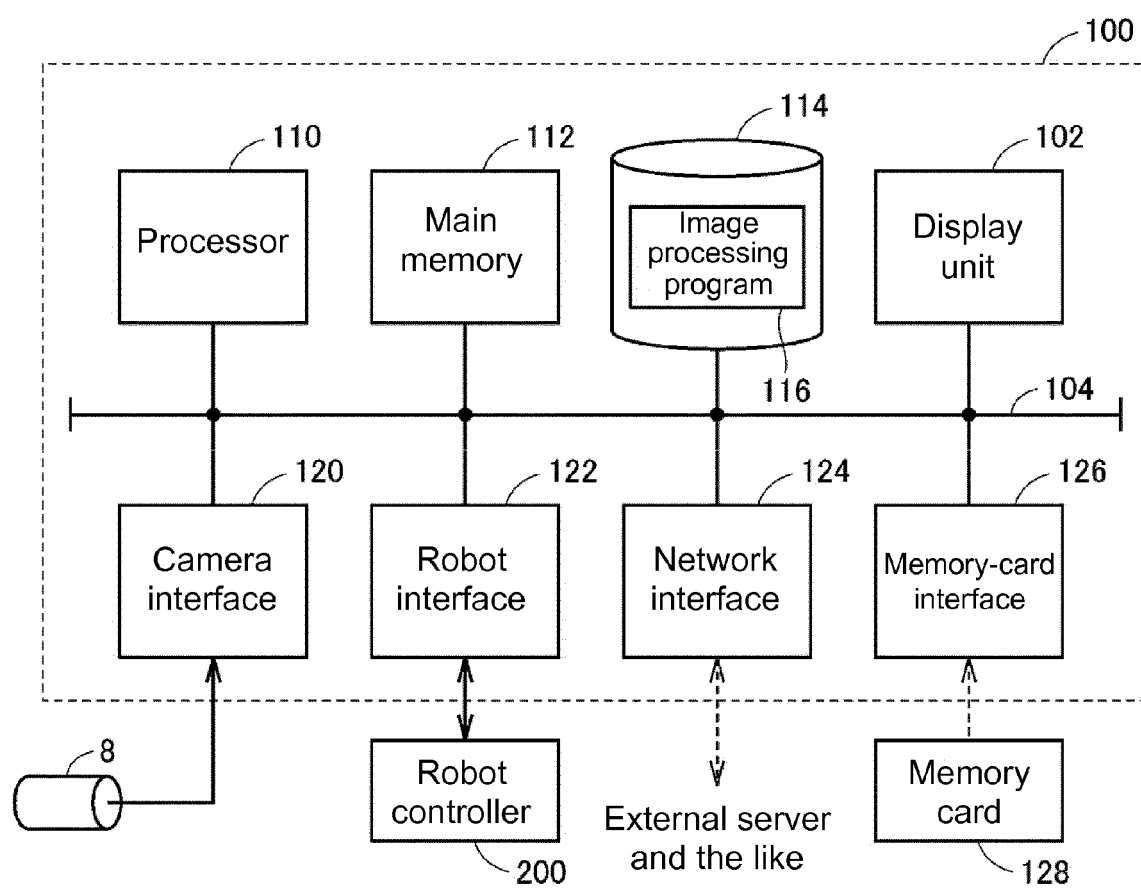 100
110
112
114
102
Processor
Main
memory
Image
processing
program
Display
unit
116
104
120
122
124
126
Camera
interface
Robot
interface
Network
interface
Memory-card
interface
8
Robot
controller
External server
and the like
Memory
card
200
128